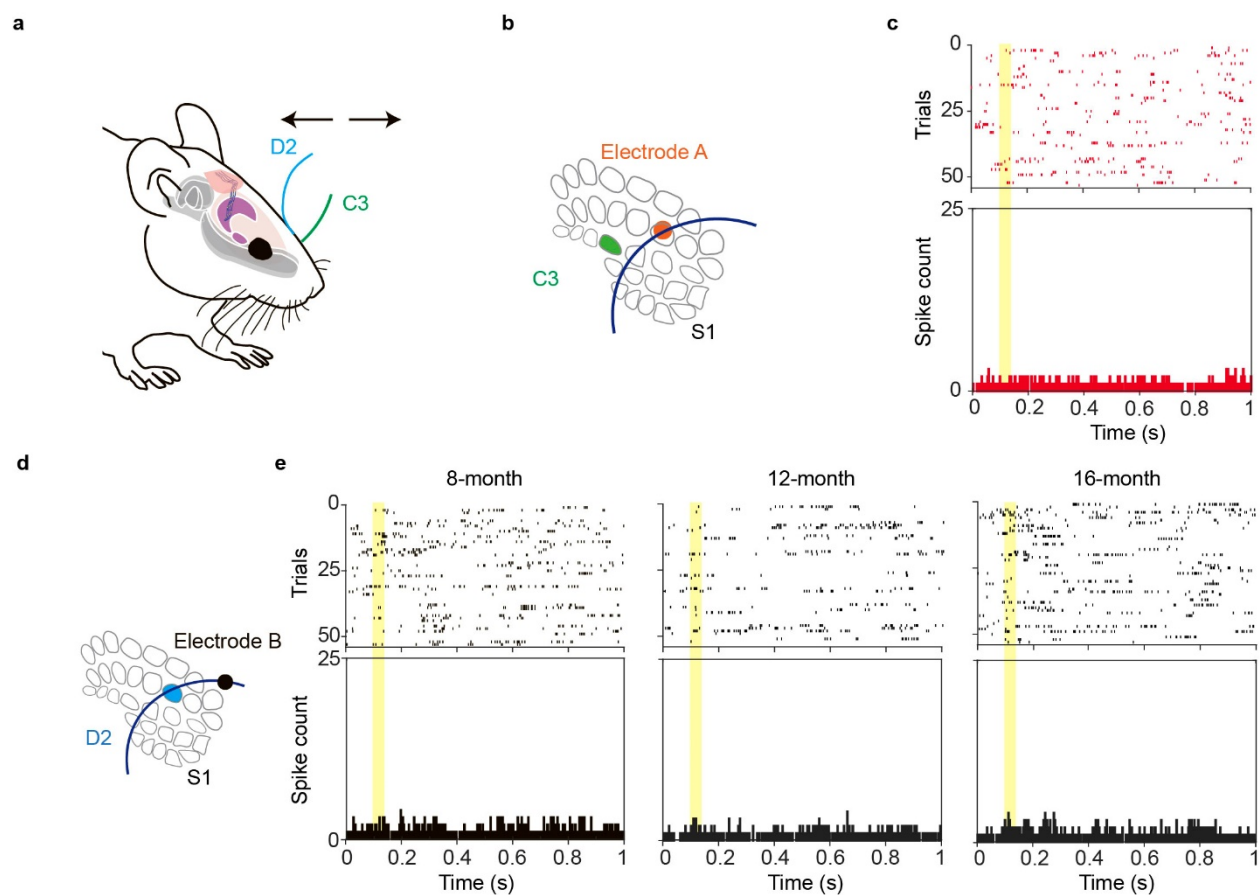 a
b
c
D2
C3
Electrode A
C3
S1
0
25
50
Trials
25
0
Spike count
0 0.2 0.4 0.6 0.8 1
Time (s)
d
Electrode B
D2
S1
e
8-month 12-month 16-month
0
25
50
Trials
25
0
Spike count
0 0.2 0.4 0.6 0.8 1
Time (s)
0 0.2 0.4 0.6 0.8 1
Time (s)
0 0.2 0.4 0.6 0.8 1
Time (s)